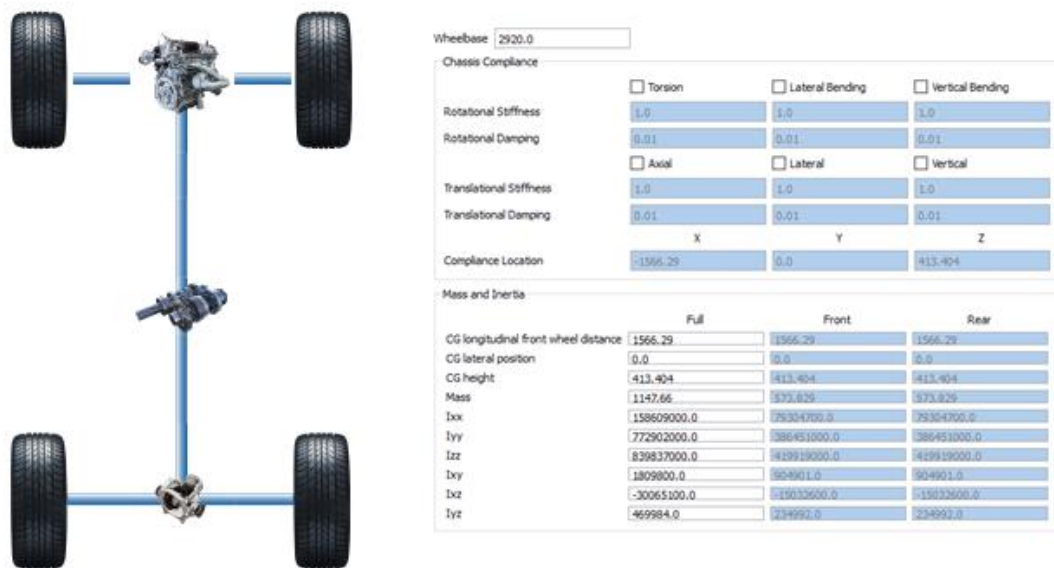 Wheelbase 2920.0
Chassis Compliance
Torsion Lateral Bending Vertical Bending
Rotational Stiffness 1.0 1.0 1.0
Rotational Damping 0.01 0.01 0.01
Axial Lateral Vertical
Translational Stiffness 1.0 1.0 1.0
Translational Damping 0.01 0.01 0.01
X Y Z
Compliance Location -1566.29 0.0 413.404
Mass and Inertia
Full Front Rear
CG longitudinal front wheel distance 1566.29 1566.29 1566.29
CG lateral position 0.0 0.0 0.0
CG height 413.404 413.404 413.404
Mass 1147.66 573.829 573.829
Ixx 158609000.0 79304700.0 79304700.0
Iyy 772902000.0 386451000.0 386451000.0
Izz 839837000.0 419919000.0 419919000.0
Ixy 1809800.0 904901.0 904901.0
Ixz -30065100.0 -15032600.0 -15032600.0
Iyz 469984.0 234992.0 234992.0